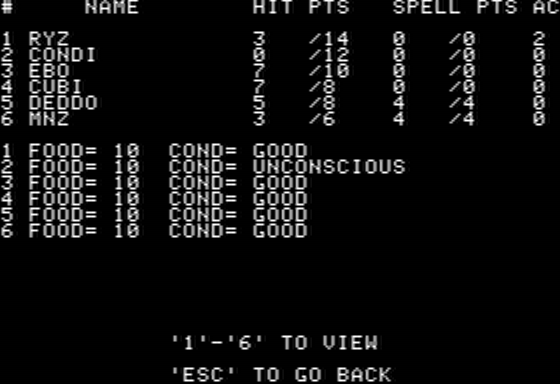 # NAME HIT PTS SPELL PTS AC
1 RYZ 3 /14 0 /0 2
2 CONDI 0 /12 0 /0 0
3 EBO 7 /10 0 /0 0
4 CUBI 7 /8 0 /0 0
5 DEDDO 5 /8 4 /4 0
6 MNZ 3 /6 4 /4 0
1 FOOD= 10 COND= GOOD
2 FOOD= 10 COND= UNCONSCIOUS
3 FOOD= 10 COND= GOOD
4 FOOD= 10 COND= GOOD
5 FOOD= 10 COND= GOOD
6 FOOD= 10 COND= GOOD
'1'-'6' TO VIEW
'ESC' TO GO BACK